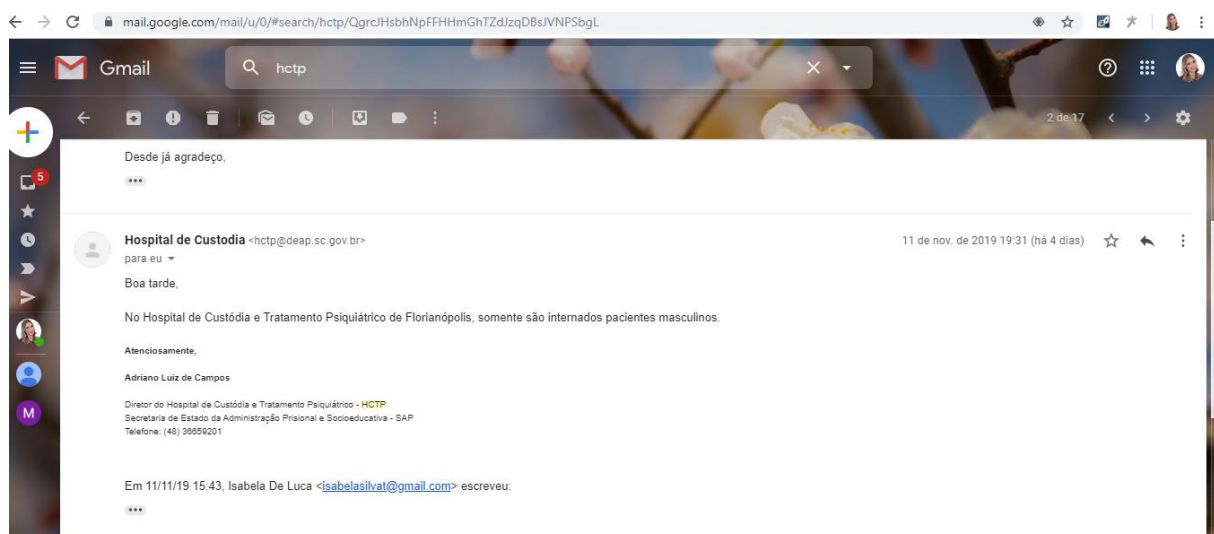 mail.google.com/mail/u/0/#search/hctp/QgrcJHsbhNpFFHHmGhTZdJzqDBsJVNPSbgL
Gmail
hctp
2 de 17
5
Desde já agradeço,
Hospital de Custodia <hctp@deap.sc.gov.br>
11 de nov. de 2019 19:31 (há 4 dias)
para eu
Boa tarde,
No Hospital de Custódia e Tratamento Psiquiátrico de Florianópolis, somente são internados pacientes masculinos.
Atenciosamente,
Adriano Luiz de Campos
Diretor do Hospital de Custódia e Tratamento Psiquiátrico - HCTP
Secretaria de Estado da Administração Prisional e Socioeducativa - SAP
Telefone: (48) 36659201
M
Em 11/11/19 15:43, Isabela De Luca <isabelasilvat@gmail.com> escreveu: